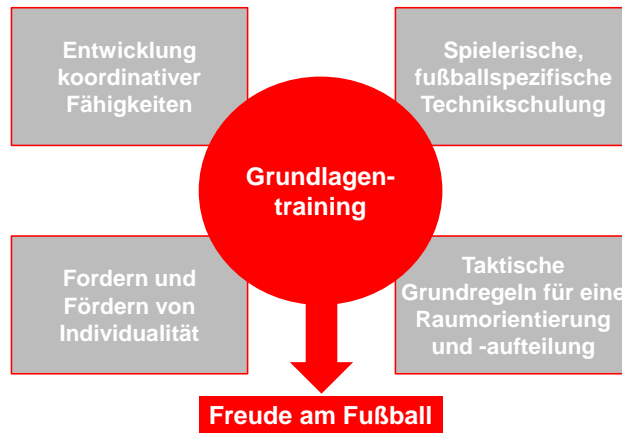 Entwicklung
koordinativer
Fähigkeiten
Spielerische,
fußballspezifische
Technikschulung
Grundlagen-
training
Fordern und
Fördern von
Individualität
Taktische
Grundregeln für eine
Raumorientierung
und -aufteilung
Freude am Fußball